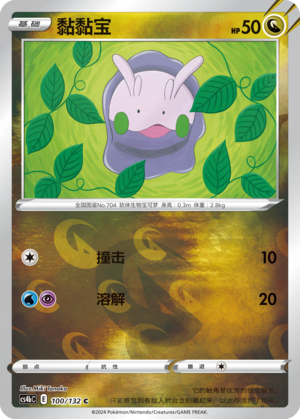 基础
黏黏宝
HP 50
全国图鉴No.704 软体生物宝可梦 身高：0.3m 体重：2.8kg
撞击 10
溶解 20
弱点 抗性 撤退
Illus. Miki Tanaka
cs4bC E 100/132 C
©2024 Pokémon/Nintendo/Creatures/GAME FREAK.